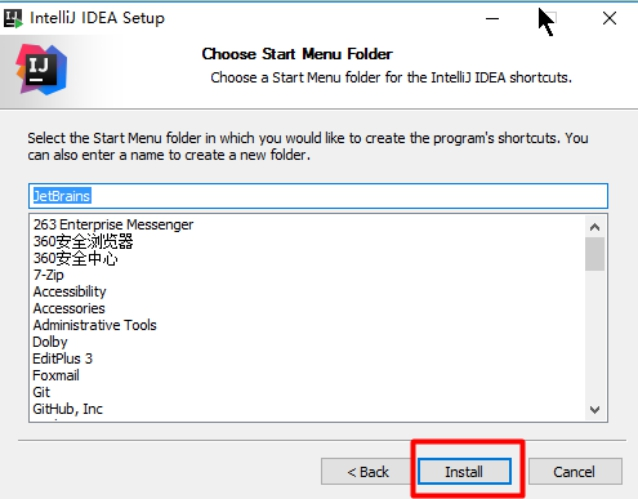 IntelliJ IDEA Setup
IJ
Choose Start Menu Folder
Choose a Start Menu folder for the IntelliJ IDEA shortcuts.
Select the Start Menu folder in which you would like to create the program's shortcuts. You
can also enter a name to create a new folder.
JetBrains
263 Enterprise Messenger
360安全浏览器
360安全中心
7-Zip
Accessibility
Accessories
Administrative Tools
Dolby
EditPlus 3
Foxmail
Git
GitHub, Inc
< Back
Install
Cancel